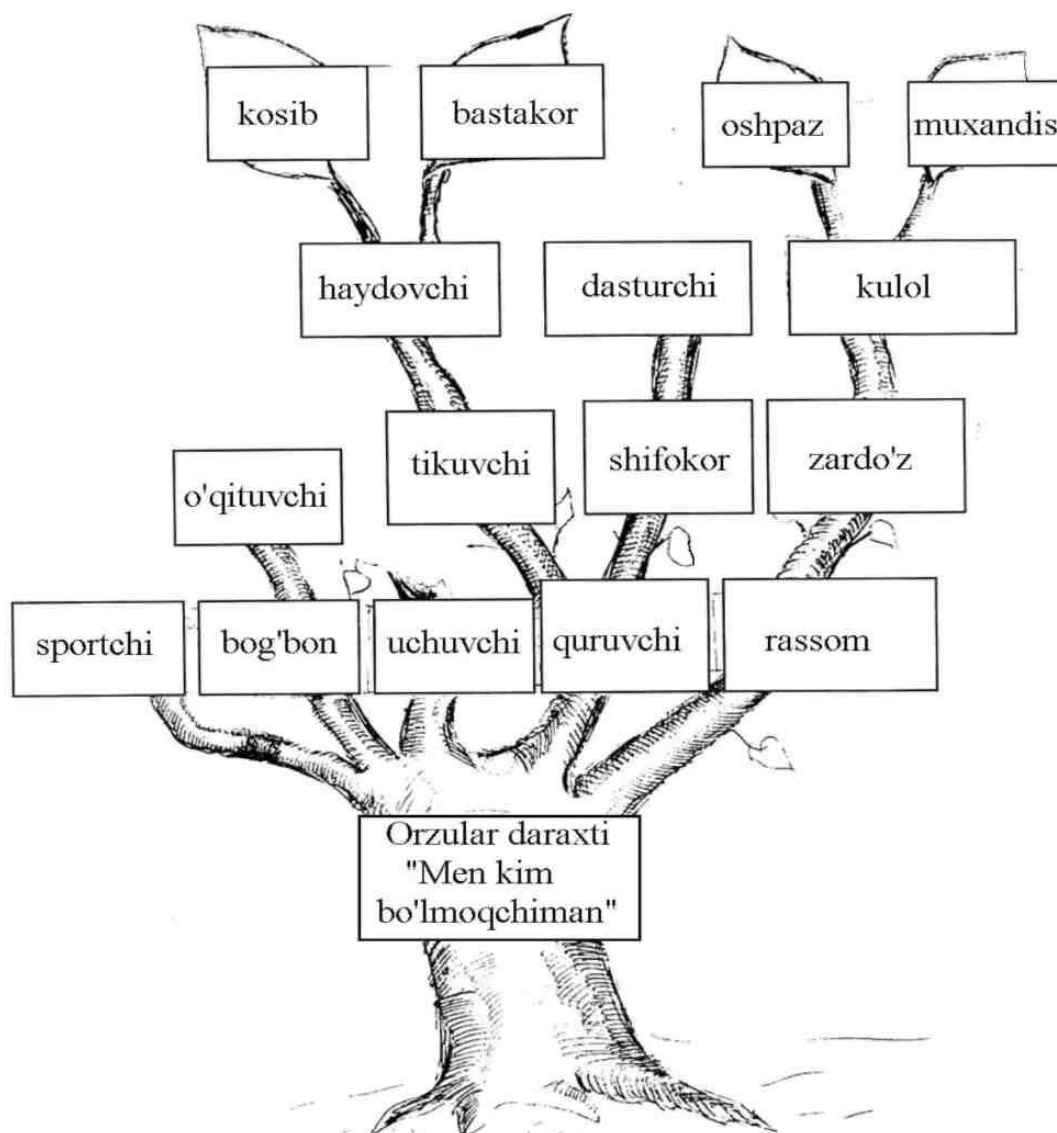 kosib
bastakor
oshpaz
muxandis
haydovchi
dasturchi
kulol
o'qituvchi
tikuvchi
shifokor
zardo'z
sportchi
bog'bon
uchuvchi
quruvchi
rassom
Orzular daraxti
"Men kim
bo'lmoqchiman"